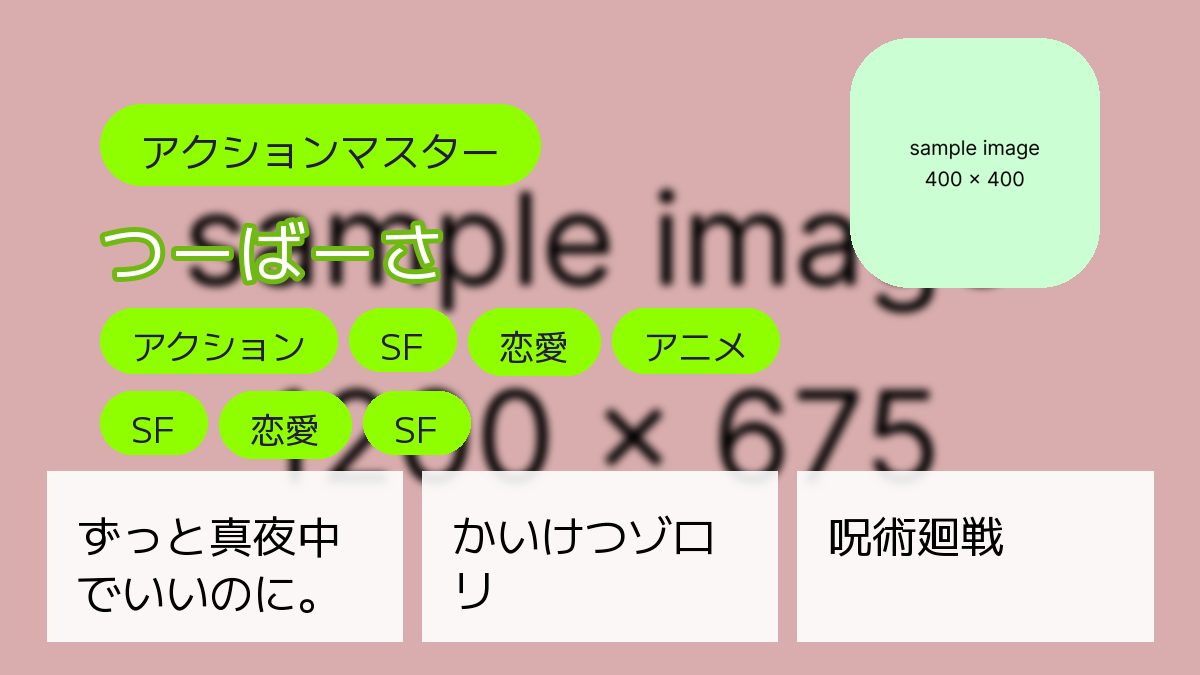 アクションマスター
sample image
400 × 400
つーばーさ
sample imag
アクション SF 恋愛 アニメ
SF 恋愛 SF
1200 × 675
ずっと真夜中
でいいのに。
かいけつゾロ
リ
呪術廻戦